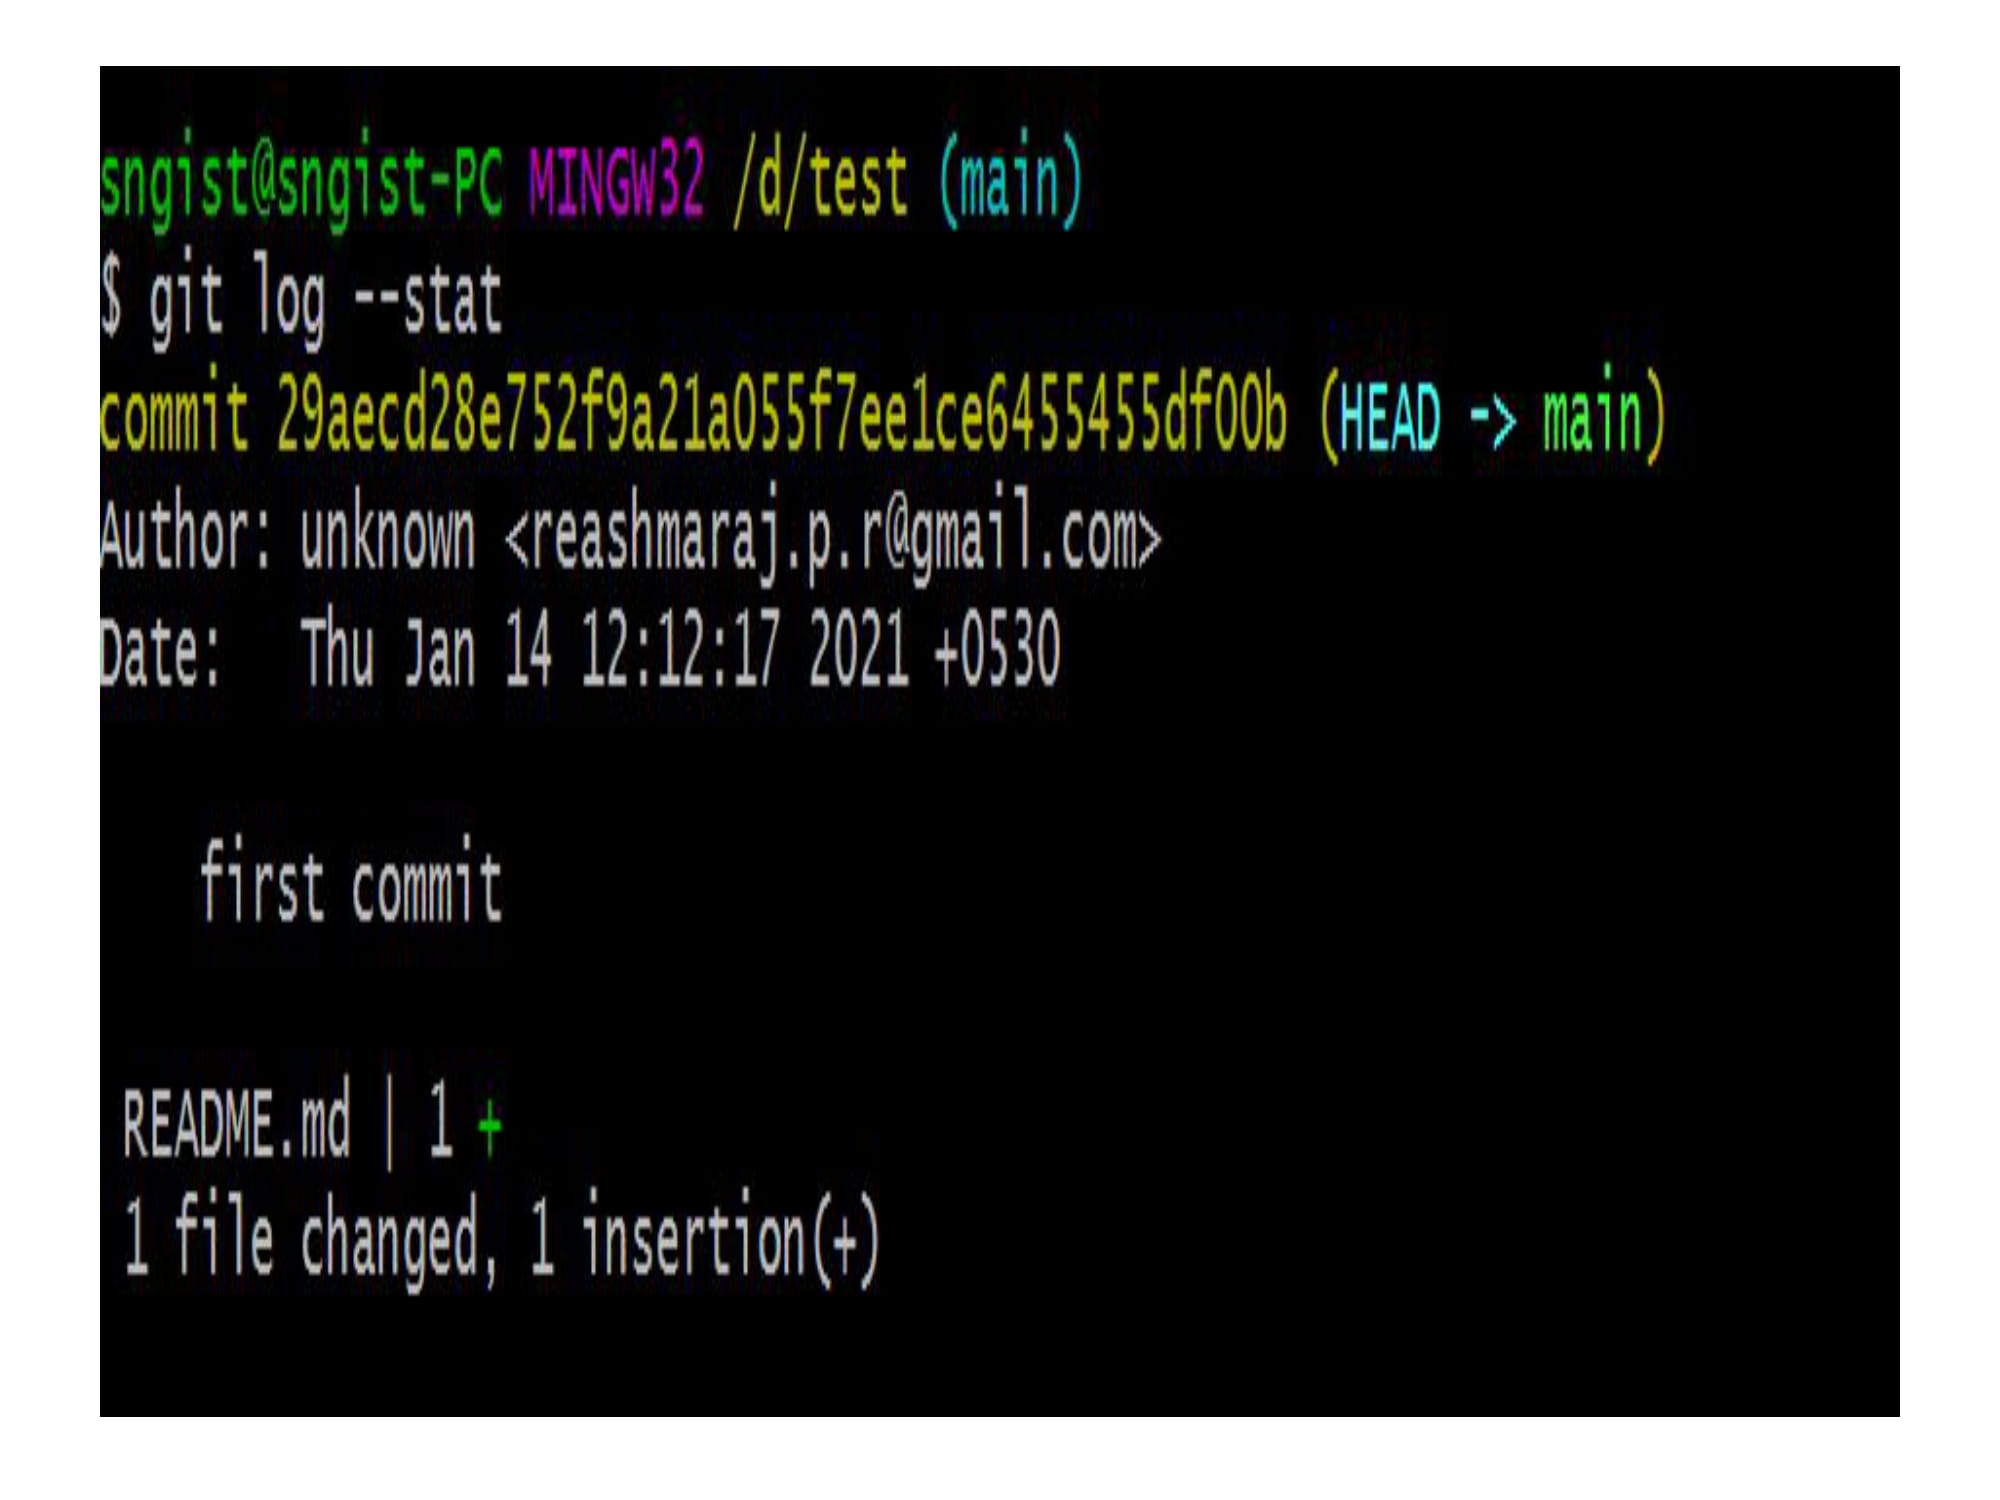 sngist@sngist-PC MINGW32 /d/test (main)
$ git log --stat
commit 29aecd28e752f9a21a055f7ee1ce6455455df00b (HEAD -> main)
Author: unknown <reashmaraj.p.r@gmail.com>
Date:   Thu Jan 14 12:12:17 2021 +0530
first commit
README.md | 1 +
1 file changed, 1 insertion(+)